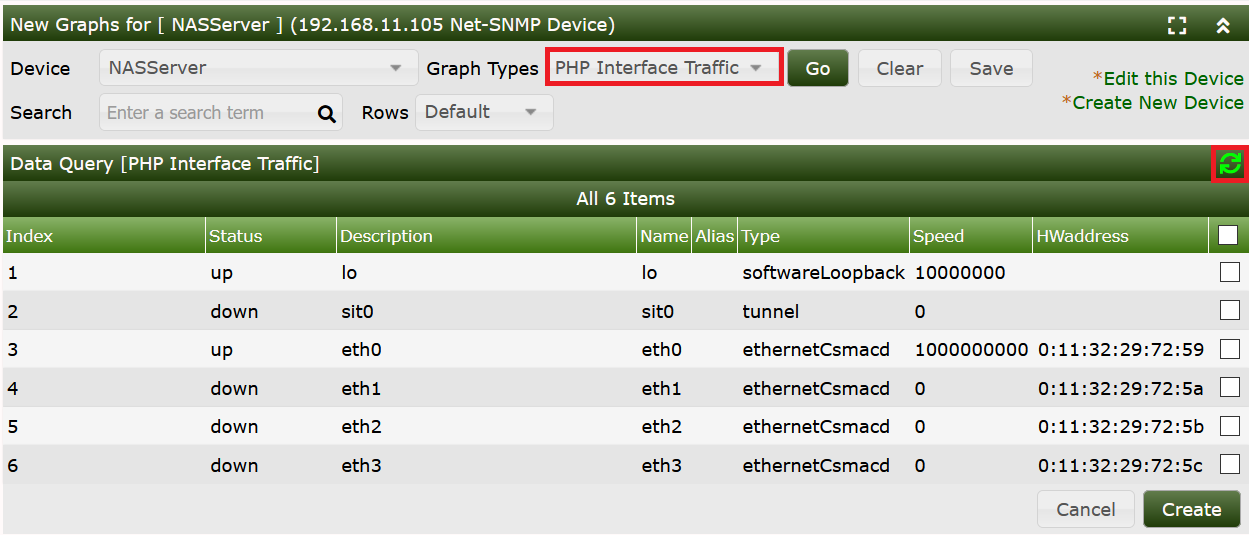 New Graphs for [ NASServer ] (192.168.11.105 Net-SNMP Device)
Device NASServer Graph Types PHP Interface Traffic Go Clear Save
*Edit this Device
*Create New Device
Search Enter a search term Rows Default
Data Query [PHP Interface Traffic]
All 6 Items
Index Status Description Name Alias Type Speed HWaddress
1 up lo lo softwareLoopback 10000000
2 down sit0 sit0 tunnel 0
3 up eth0 eth0 ethernetCsmacd 1000000000 0:11:32:29:72:59
4 down eth1 eth1 ethernetCsmacd 0 0:11:32:29:72:5a
5 down eth2 eth2 ethernetCsmacd 0 0:11:32:29:72:5b
6 down eth3 eth3 ethernetCsmacd 0 0:11:32:29:72:5c
Cancel Create